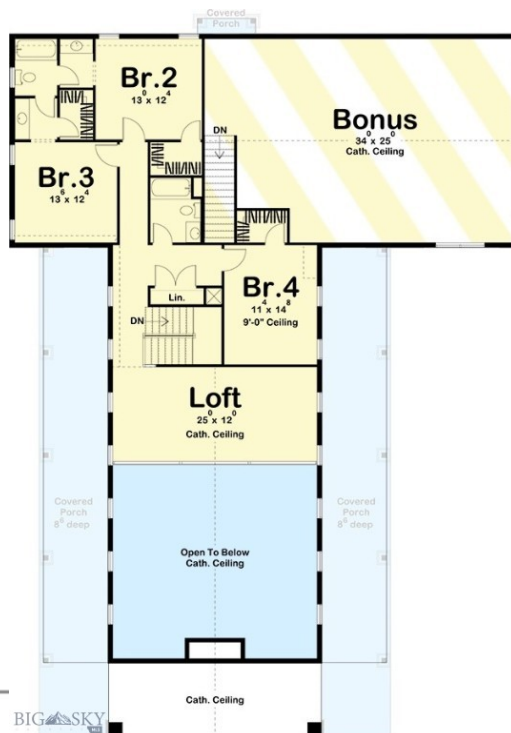 Covered
Porch
Br.2
13⁰ x 12⁴
Bonus
34⁰ x 25⁰
Cath. Ceiling
DN
Br.3
13⁶ x 12⁴
Br.4
11⁴ x 14⁸
9'-0" Ceiling
Lin.
DN
Loft
25⁰ x 12⁰
Cath. Ceiling
Covered
Porch
8⁶ deep
Open To Below
Cath. Ceiling
Covered
Porch
8⁶ deep
Cath. Ceiling
BIG SKY